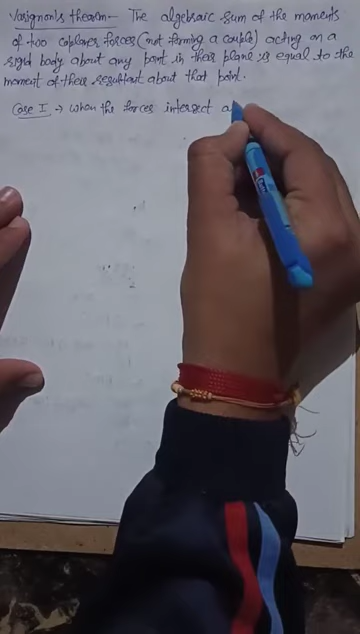 Varignon's theorem - The algebraic sum of the moments
of two coplaner forces (not forming a couple) acting on a
rigid body about any point in their plane is equal to the
moment of their resultant about that point.
Case I → when the forces intersect a